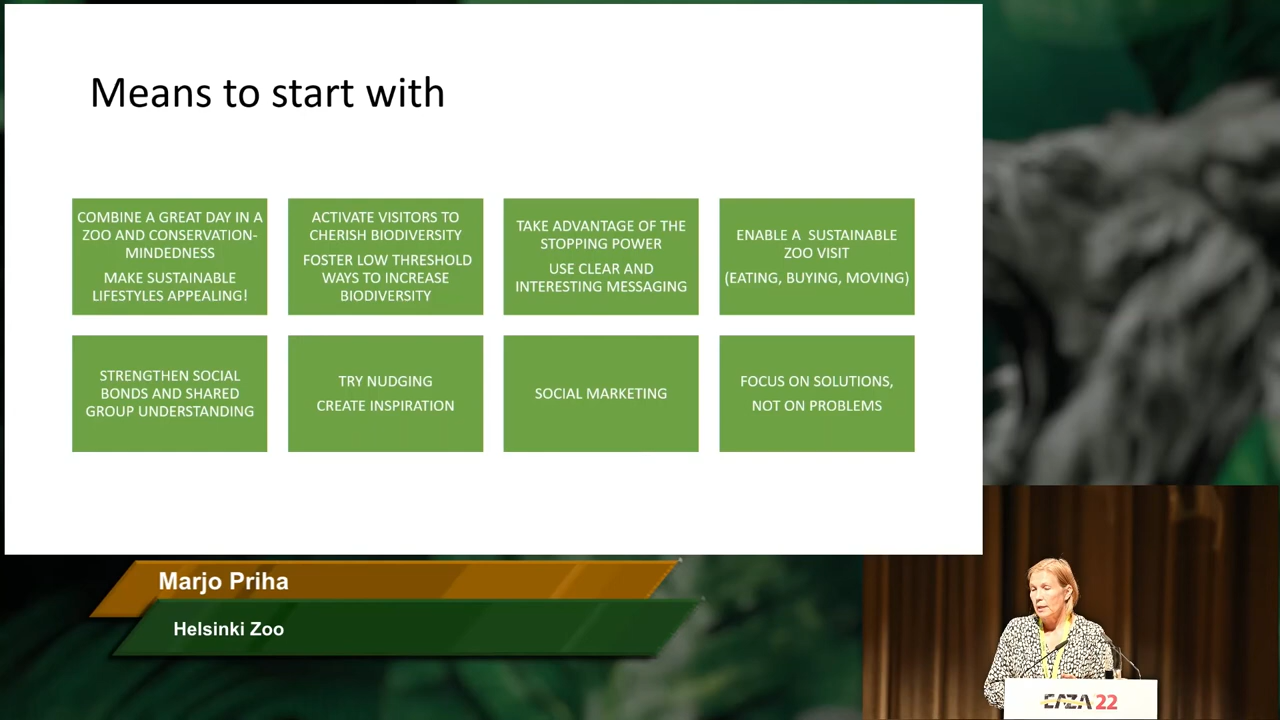 Means to start with
COMBINE A GREAT DAY IN A
ZOO AND CONSERVATION-
MINDEDNESS
MAKE SUSTAINABLE
LIFESTYLES APPEALING!
ACTIVATE VISITORS TO
CHERISH BIODIVERSITY
FOSTER LOW THRESHOLD
WAYS TO INCREASE
BIODIVERSITY
TAKE ADVANTAGE OF THE
STOPPING POWER
USE CLEAR AND
INTERESTING MESSAGING
ENABLE A SUSTAINABLE
ZOO VISIT
(EATING, BUYING, MOVING)
STRENGTHEN SOCIAL
BONDS AND SHARED
GROUP UNDERSTANDING
TRY NUDGING
CREATE INSPIRATION
SOCIAL MARKETING
FOCUS ON SOLUTIONS,
NOT ON PROBLEMS
Marjo Priha
Helsinki Zoo
EAZA 22